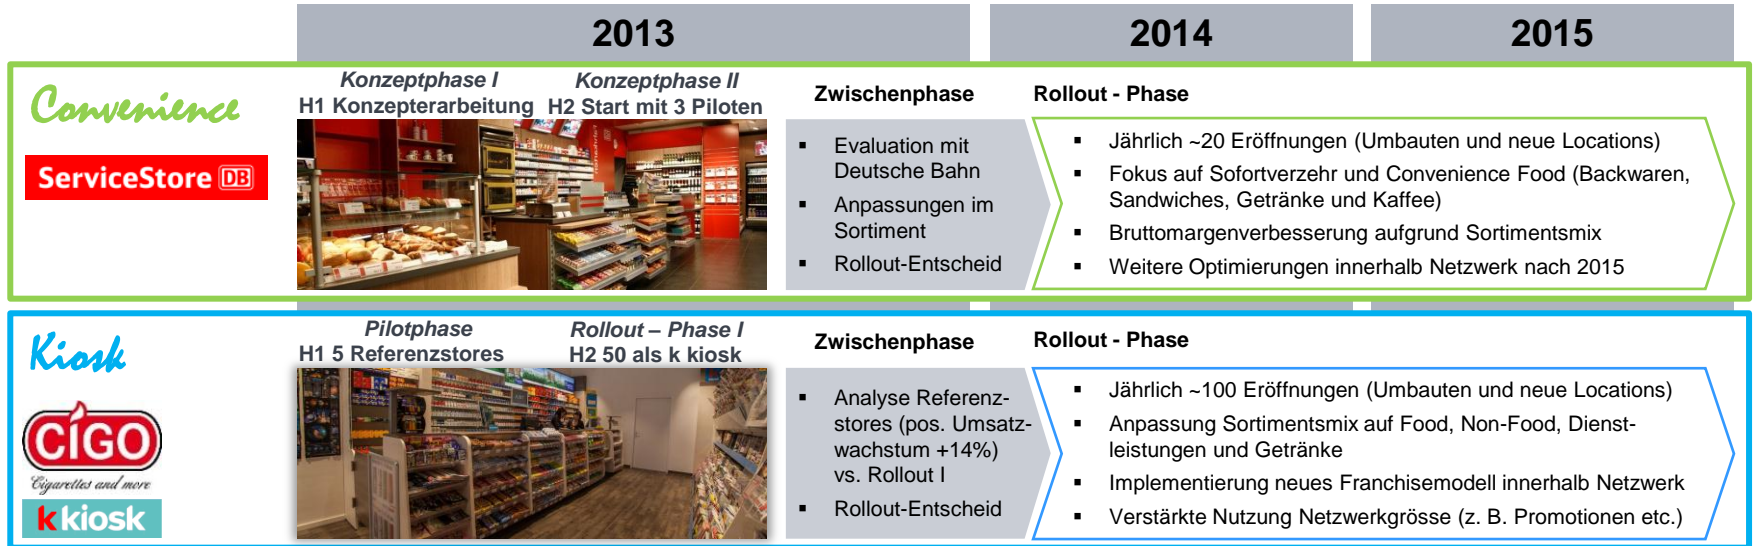 2013
2014
2015
Convenience
ServiceStore DB
Konzeptphase I
H1 Konzepterarbeitung
Konzeptphase II
H2 Start mit 3 Piloten
Zwischenphase
▪ Evaluation mit
Deutsche Bahn
▪ Anpassungen im
Sortiment
▪ Rollout-Entscheid
Rollout - Phase
▪ Jährlich ~20 Eröffnungen (Umbauten und neue Locations)
▪ Fokus auf Sofortverzehr und Convenience Food (Backwaren,
Sandwiches, Getränke und Kaffee)
▪ Bruttomargenverbesserung aufgrund Sortimentsmix
▪ Weitere Optimierungen innerhalb Netzwerk nach 2015
Kiosk
CIGO
Cigarettes and more
k kiosk
Pilotphase
H1 5 Referenzstores
Rollout – Phase I
H2 50 als k kiosk
Zwischenphase
▪ Analyse Referenz-
stores (pos. Umsatz-
wachstum +14%)
vs. Rollout I
▪ Rollout-Entscheid
Rollout - Phase
▪ Jährlich ~100 Eröffnungen (Umbauten und neue Locations)
▪ Anpassung Sortimentsmix auf Food, Non-Food, Dienst-
leistungen und Getränke
▪ Implementierung neues Franchisemodell innerhalb Netzwerk
▪ Verstärkte Nutzung Netzwerkgrösse (z. B. Promotionen etc.)